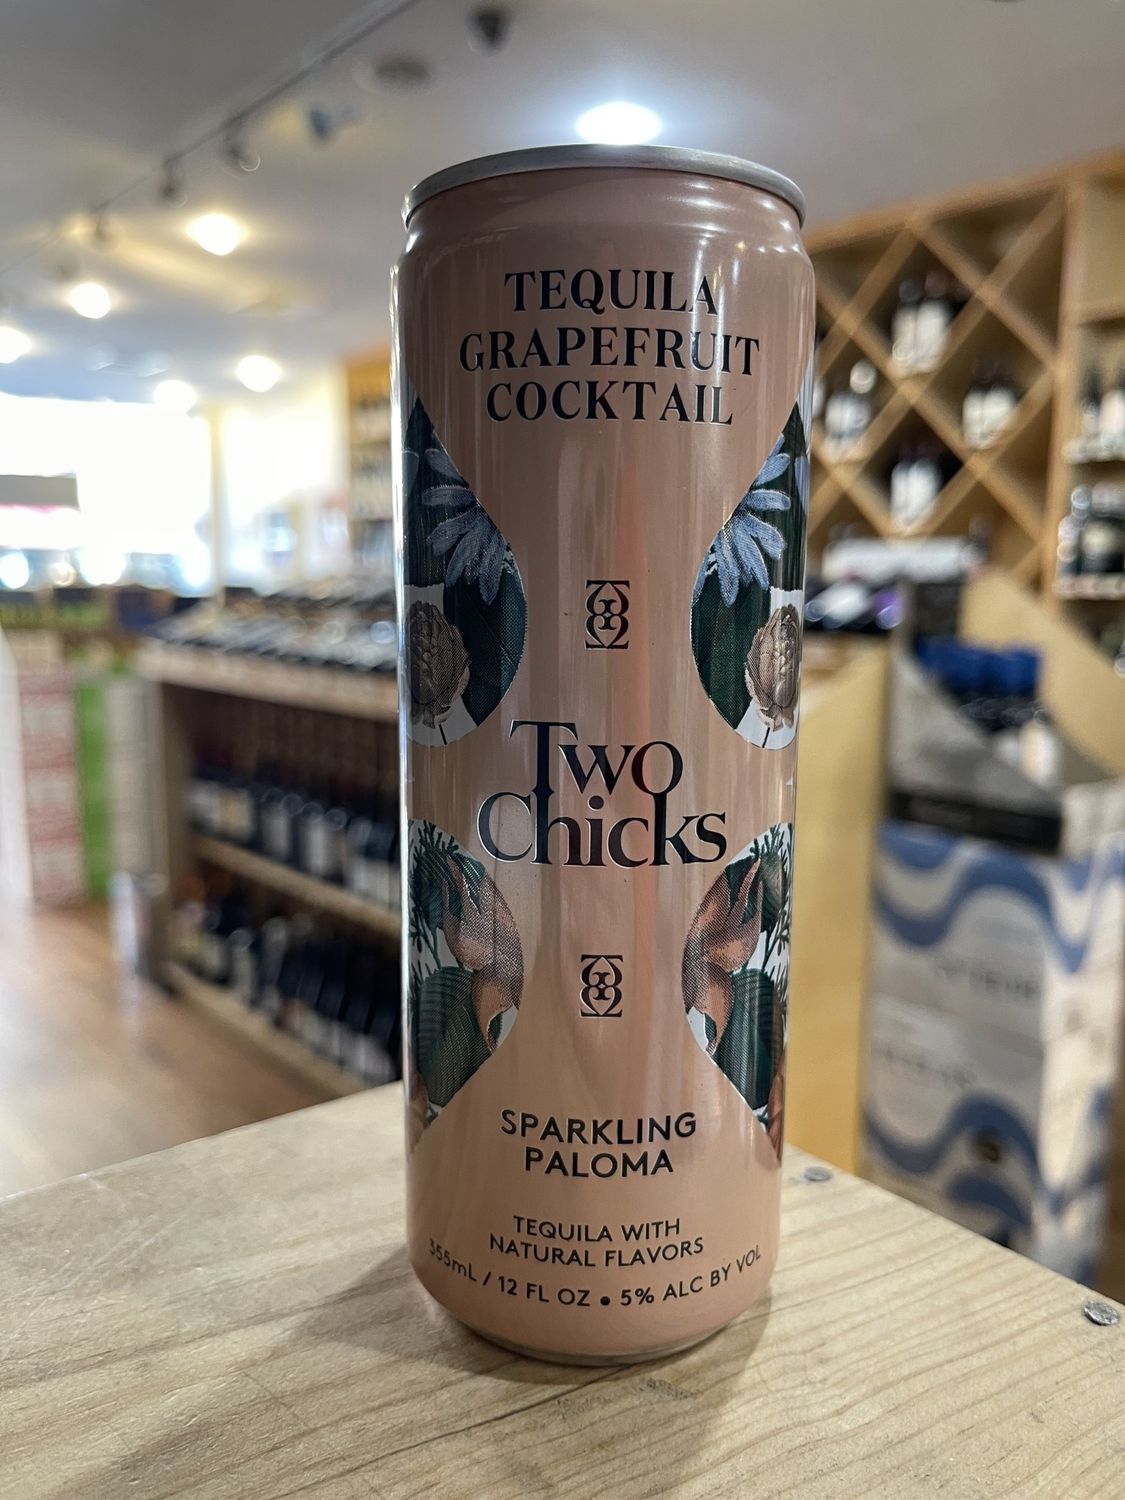 TEQUILA
GRAPEFRUIT
COCKTAIL
Two
Chicks
SPARKLING
PALOMA
TEQUILA WITH
NATURAL FLAVORS
355mL / 12 FL OZ • 5% ALC BY VOL